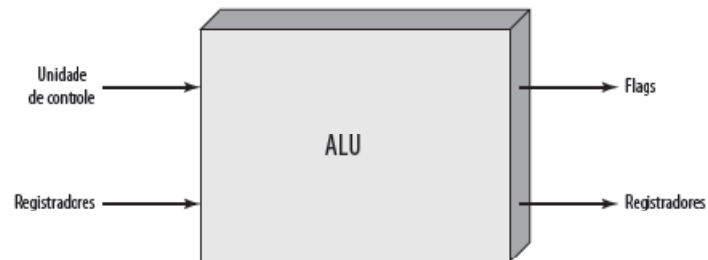 Unidade
de controle
Flags
ALU
Registradores
Registradores